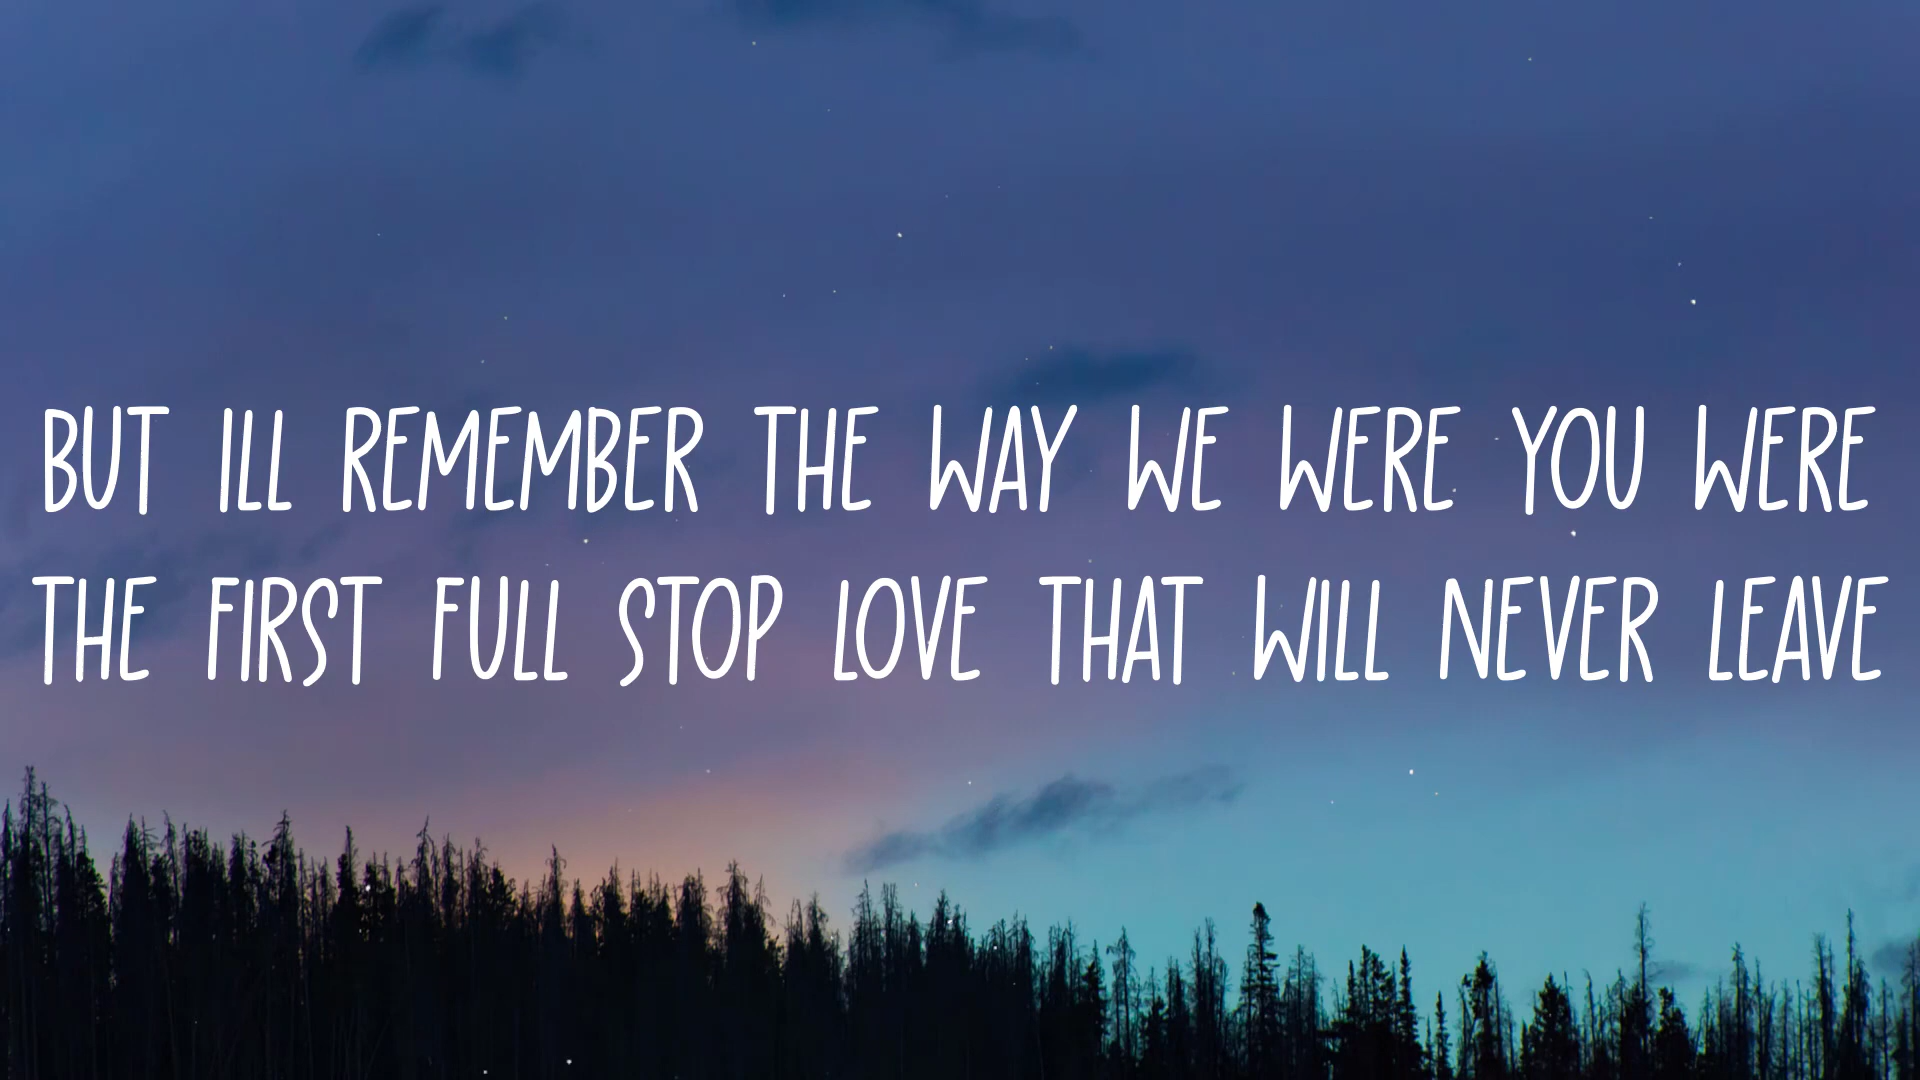 BUT ILL REMEMBER THE WAY WE WERE YOU WERE
THE FIRST FULL STOP LOVE THAT WILL NEVER LEAVE